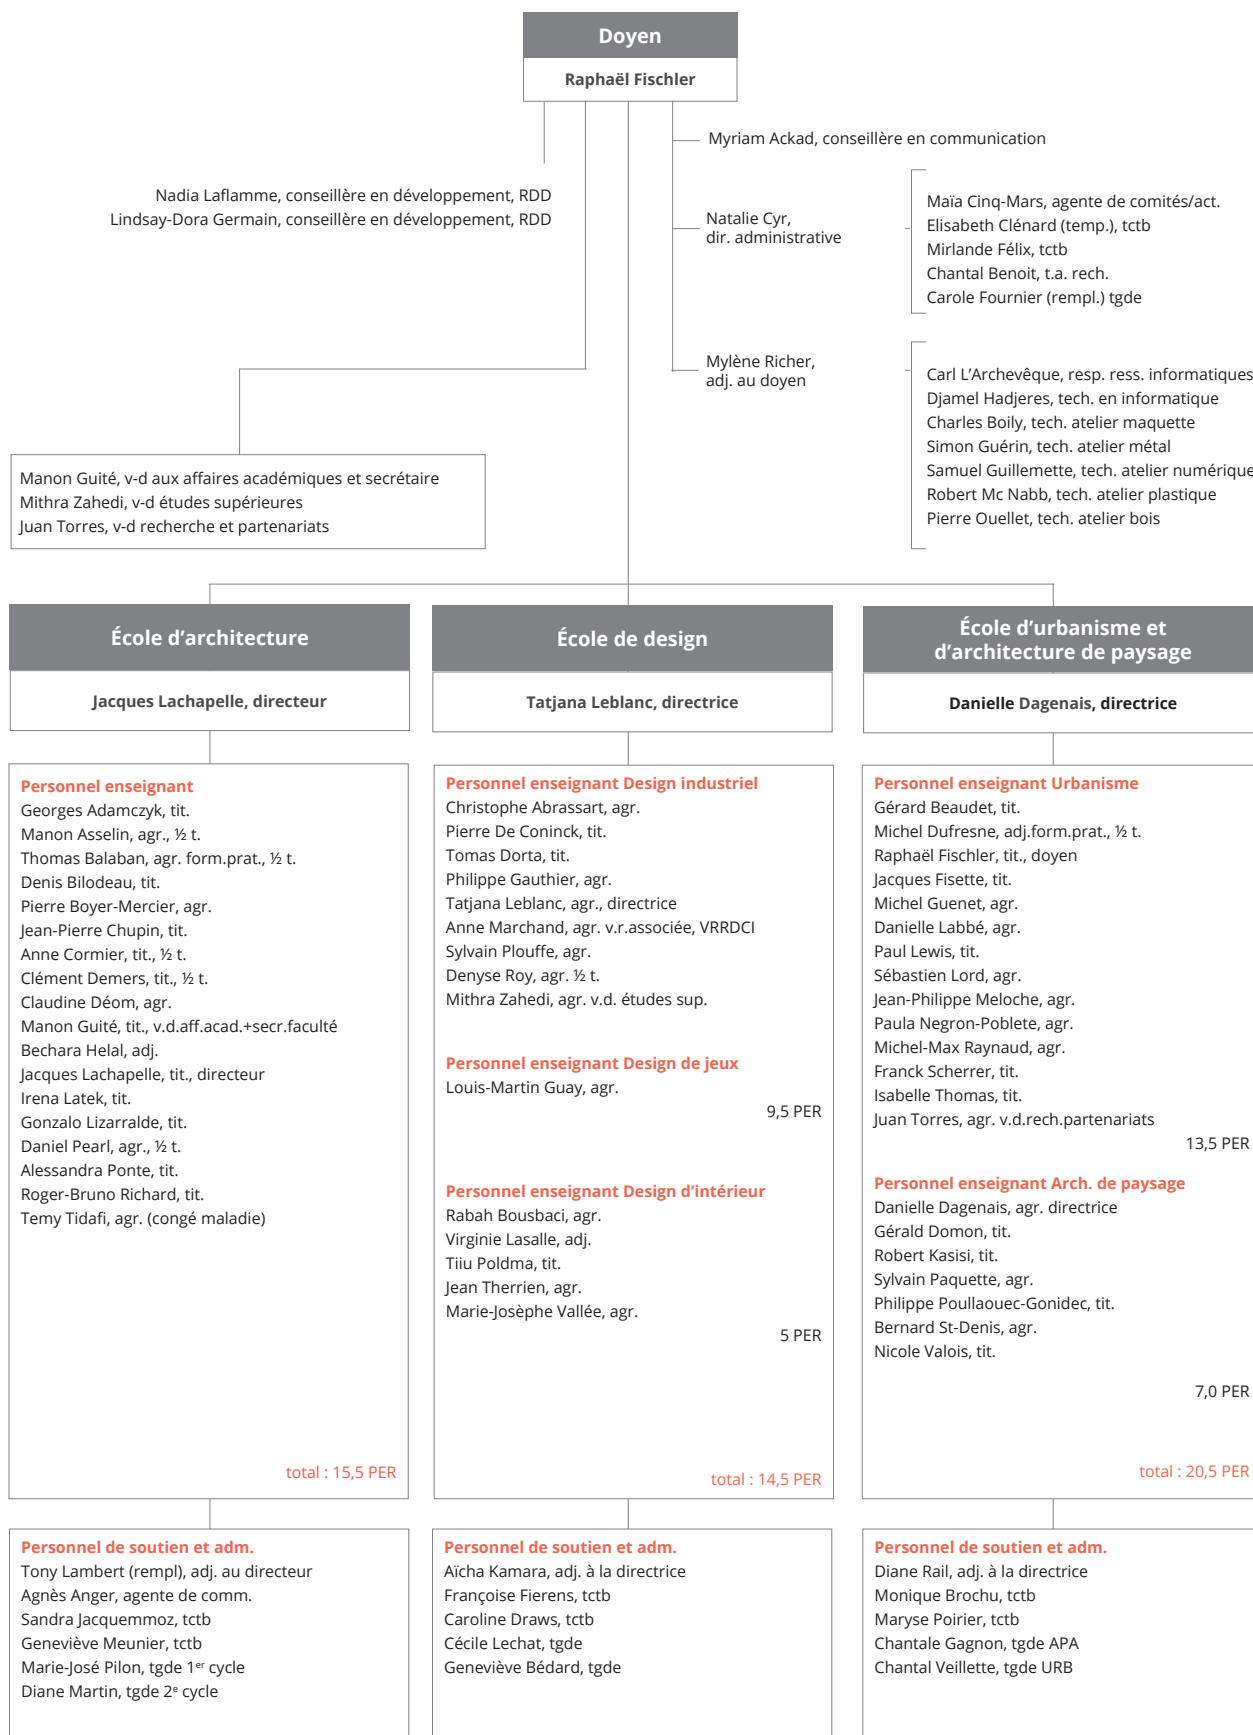 Doyen
Raphaël Fischler
Myriam Ackad, conseillère en communication
Nadia Laflamme, conseillère en développement, RDD
Lindsay-Dora Germain, conseillère en développement, RDD
Natalie Cyr,
dir. administrative
Maïa Cinq-Mars, agente de comités/act.
Elisabeth Clénard (temp.), tctb
Mirlande Félix, tctb
Chantal Benoit, t.a. rech.
Carole Fournier (rempl.) tgde
Mylène Richer,
adj. au doyen
Carl L'Archevêque, resp. ress. informatiques
Djamel Hadjeres, tech. en informatique
Charles Boily, tech. atelier maquette
Simon Guérin, tech. atelier métal
Samuel Guillemette, tech. atelier numérique
Robert Mc Nabb, tech. atelier plastique
Pierre Ouellet, tech. atelier bois
Manon Guité, v-d aux affaires académiques et secrétaire
Mithra Zahedi, v-d études supérieures
Juan Torres, v-d recherche et partenariats
École d'architecture
Jacques Lachapelle, directeur
Personnel enseignant
Georges Adamczyk, tit.
Manon Asselin, agr., ½ t.
Thomas Balaban, agr. form.prat., ½ t.
Denis Bilodeau, tit.
Pierre Boyer-Mercier, agr.
Jean-Pierre Chupin, tit.
Anne Cormier, tit., ½ t.
Clément Demers, tit., ½ t.
Claudine Déom, agr.
Manon Guité, tit., v.d.aff.acad.+secr.faculté
Bechara Helal, adj.
Jacques Lachapelle, tit., directeur
Irena Latek, tit.
Gonzalo Lizarralde, tit.
Daniel Pearl, agr., ½ t.
Alessandra Ponte, tit.
Roger-Bruno Richard, tit.
Temy Tidafi, agr. (congé maladie)
total : 15,5 PER
Personnel de soutien et adm.
Tony Lambert (rempl), adj. au directeur
Agnès Anger, agente de comm.
Sandra Jacquemmoz, tctb
Geneviève Meunier, tctb
Marie-José Pilon, tgde 1er cycle
Diane Martin, tgde 2e cycle
École de design
Tatjana Leblanc, directrice
Personnel enseignant Design industriel
Christophe Abrassart, agr.
Pierre De Coninck, tit.
Tomas Dorta, tit.
Philippe Gauthier, agr.
Tatjana Leblanc, agr., directrice
Anne Marchand, agr. v.r.associée, VRRDCI
Sylvain Plouffe, agr.
Denyse Roy, agr. ½ t.
Mithra Zahedi, agr. v.d. études sup.
Personnel enseignant Design de jeux
Louis-Martin Guay, agr.
9,5 PER
Personnel enseignant Design d'intérieur
Rabah Bousbaci, agr.
Virginie Lasalle, adj.
Tiiu Poldma, tit.
Jean Therrien, agr.
Marie-Josèphe Vallée, agr.
5 PER
total : 14,5 PER
Personnel de soutien et adm.
Aïcha Kamara, adj. à la directrice
Françoise Fierens, tctb
Caroline Draws, tctb
Cécile Lechat, tgde
Geneviève Bédard, tgde
École d'urbanisme et
d'architecture de paysage
Danielle Dagenais, directrice
Personnel enseignant Urbanisme
Gérard Beaudet, tit.
Michel Dufresne, adj.form.prat., ½ t.
Raphaël Fischler, tit., doyen
Jacques Fisette, tit.
Michel Guenet, agr.
Danielle Labbé, agr.
Paul Lewis, tit.
Sébastien Lord, agr.
Jean-Philippe Meloche, agr.
Paula Negron-Poblete, agr.
Michel-Max Raynaud, agr.
Franck Scherrer, tit.
Isabelle Thomas, tit.
Juan Torres, agr. v.d.rech.partenariats
13,5 PER
Personnel enseignant Arch. de paysage
Danielle Dagenais, agr. directrice
Gérald Domon, tit.
Robert Kasisi, tit.
Sylvain Paquette, agr.
Philippe Poullaouec-Gonidec, tit.
Bernard St-Denis, agr.
Nicole Valois, tit.
7,0 PER
total : 20,5 PER
Personnel de soutien et adm.
Diane Rail, adj. à la directrice
Monique Brochu, tctb
Maryse Poirier, tctb
Chantale Gagnon, tgde APA
Chantal Veillette, tgde URB